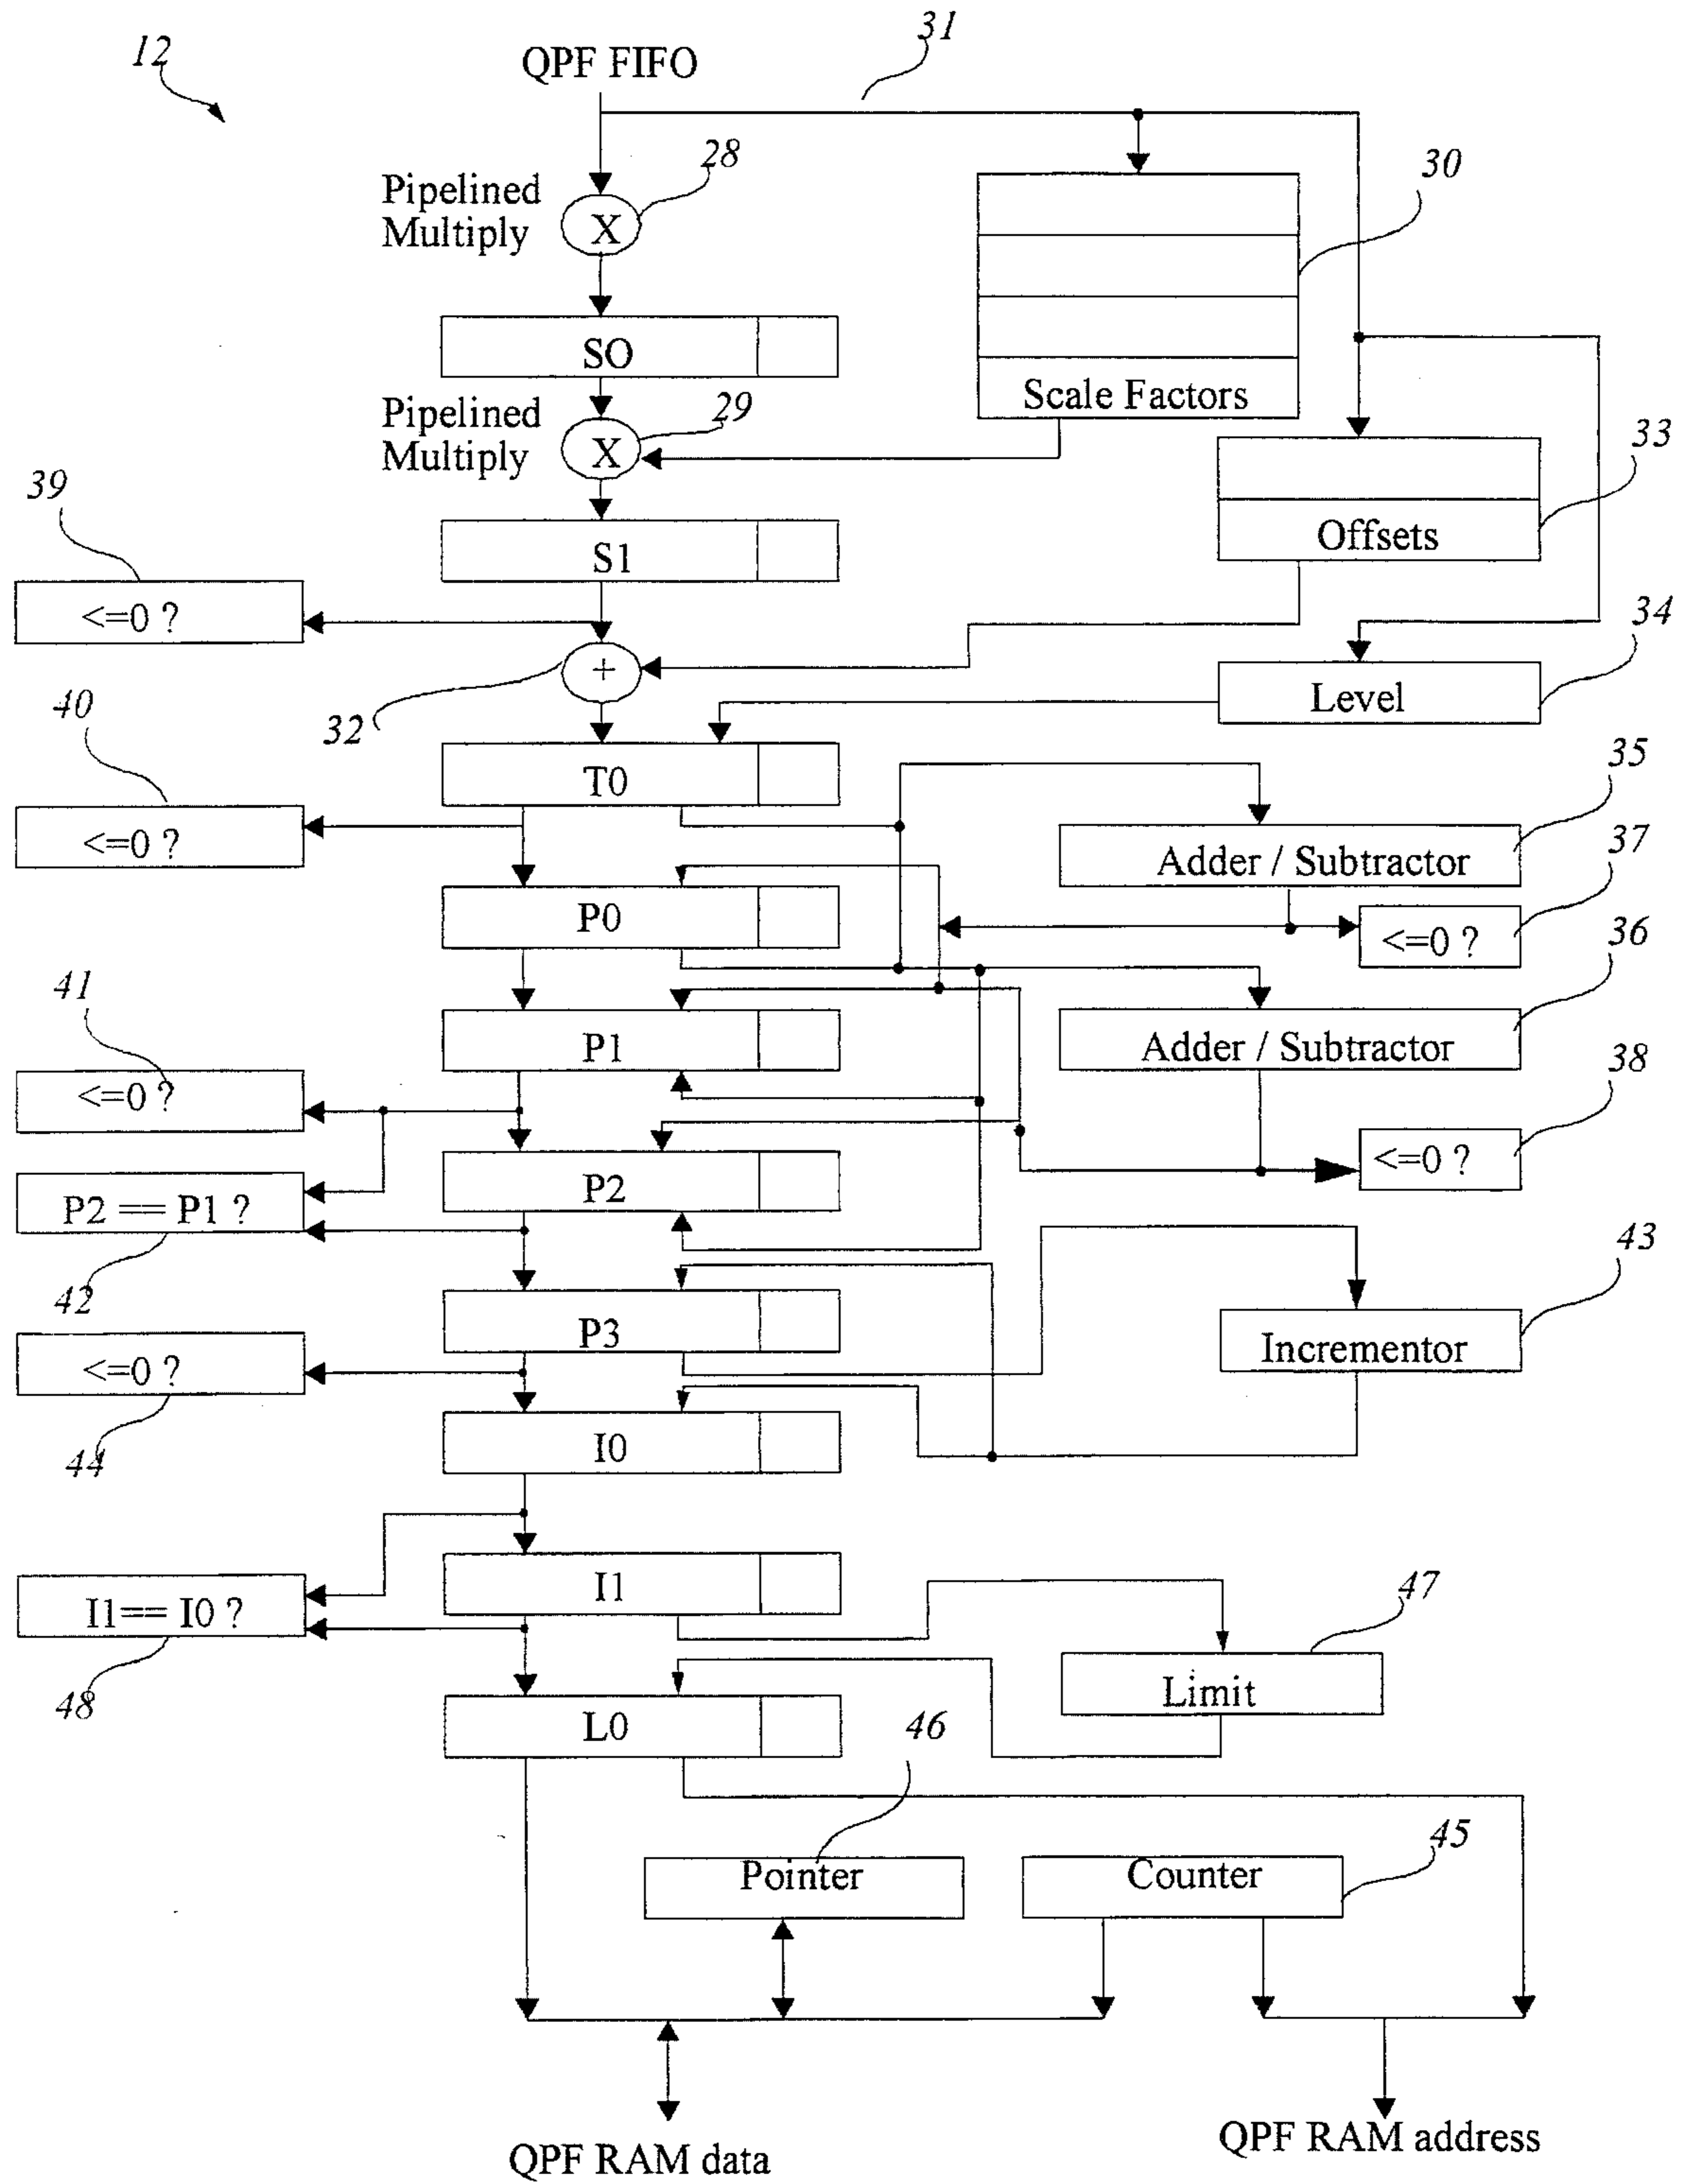 12
QPF FIFO
31
Pipelined
Multiply
X
28
30
SO
Scale Factors
Pipelined
Multiply
X
29
33
39
S1
Offsets
<=0 ?
34
+
32
Level
40
T0
35
<=0 ?
Adder / Subtractor
37
P0
<=0 ?
36
41
P1
Adder / Subtractor
38
<=0 ?
P2
<=0 ?
P2 == P1 ?
42
43
P3
Incrementor
<=0 ?
44
I0
I1
47
I1== I0 ?
48
Limit
L0
46
45
Pointer
Counter
QPF RAM data
QPF RAM address